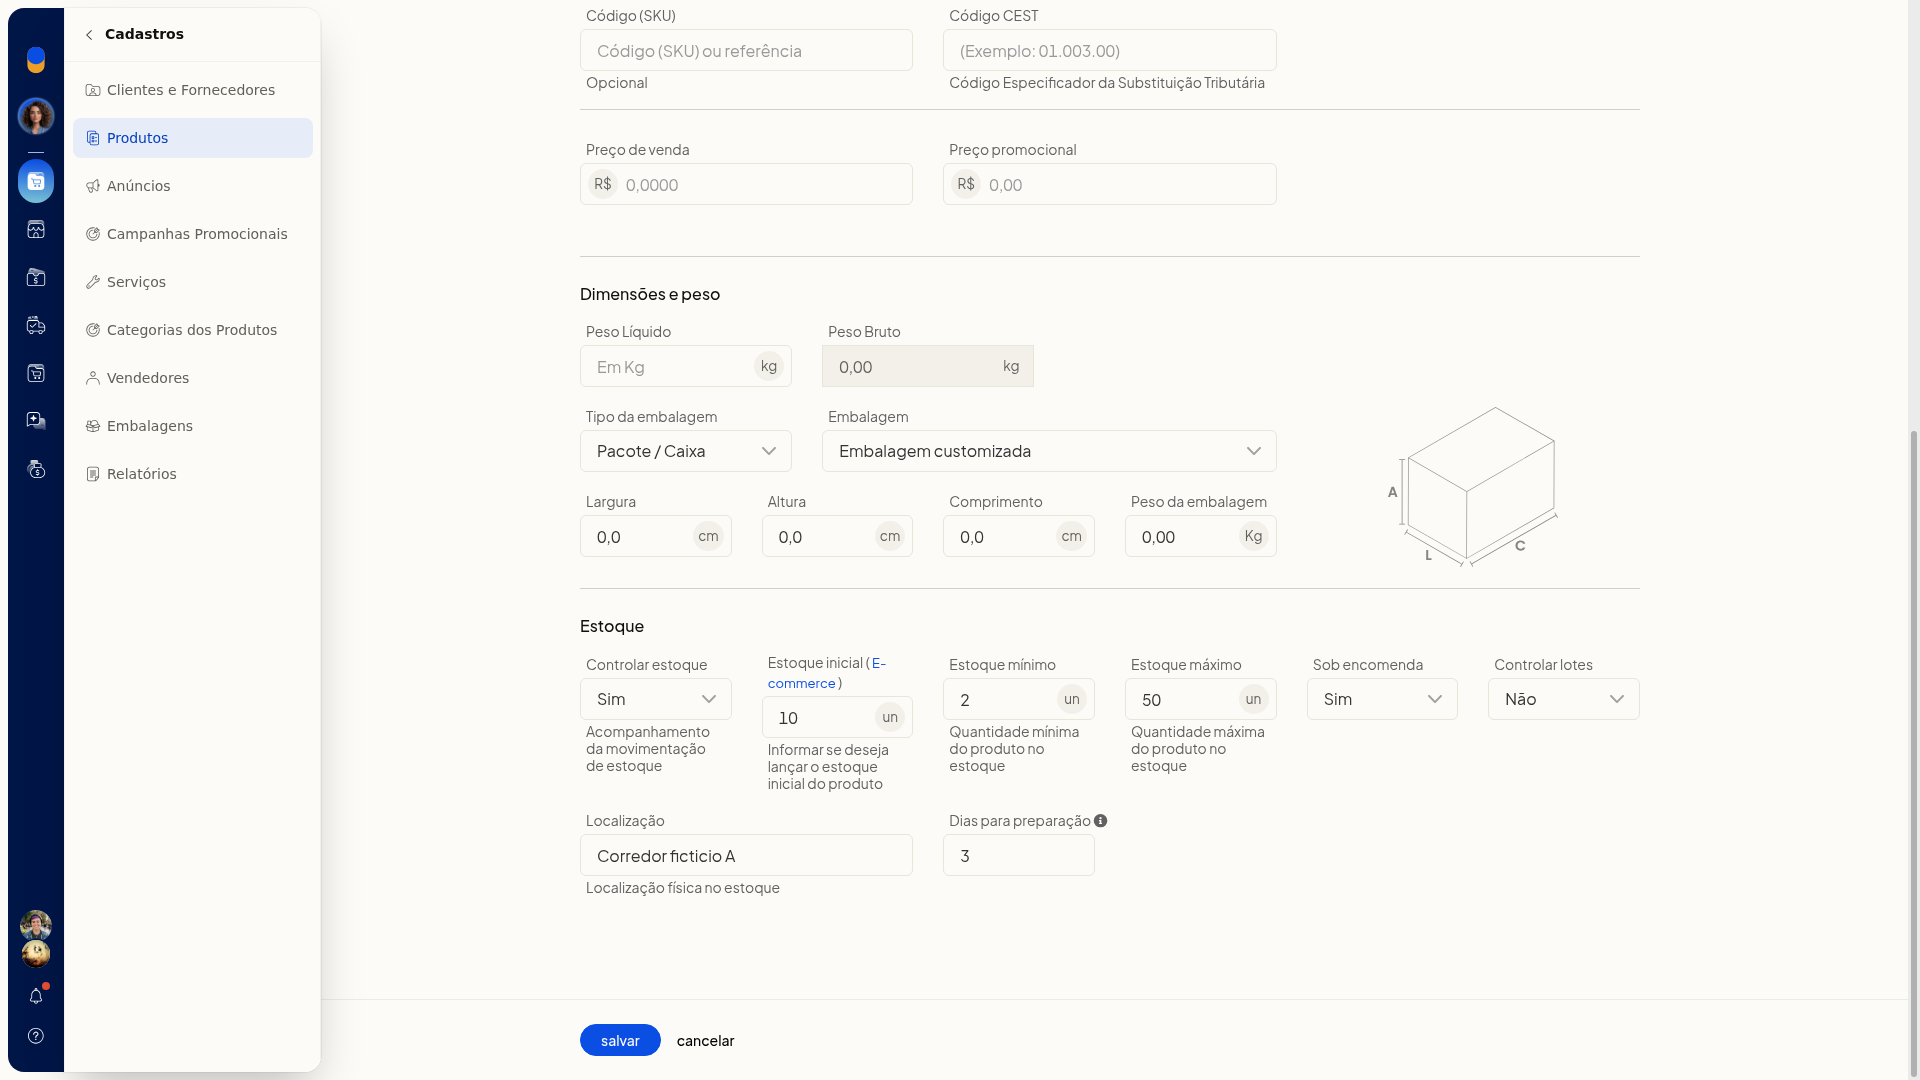 Cadastros
Clientes e Fornecedores
Produtos
Anúncios
Campanhas Promocionais
Serviços
Categorias dos Produtos
Vendedores
Embalagens
Relatórios
Código (SKU)
Código CEST
Código (SKU) ou referência
(Exemplo: 01.003.00)
Opcional
Código Especificador da Substituição Tributária
Preço de venda
Preço promocional
R$ 0,0000
R$ 0,00
Dimensões e peso
Peso Líquido
Peso Bruto
Em Kg kg
0,00 kg
Tipo da embalagem
Embalagem
Pacote / Caixa
Embalagem customizada
Largura
Altura
Comprimento
Peso da embalagem
0,0 cm
0,0 cm
0,0 cm
0,00 Kg
A
L
C
Estoque
Controlar estoque
Sim
Acompanhamento
da movimentação
de estoque
Estoque inicial ( E-
commerce )
10 un
Informar se deseja
lançar o estoque
inicial do produto
Estoque mínimo
2 un
Quantidade mínima
do produto no
estoque
Estoque máximo
50 un
Quantidade máxima
do produto no
estoque
Sob encomenda
Sim
Controlar lotes
Não
Localização
Corredor ficticio A
Localização física no estoque
Dias para preparação
3
salvar
cancelar